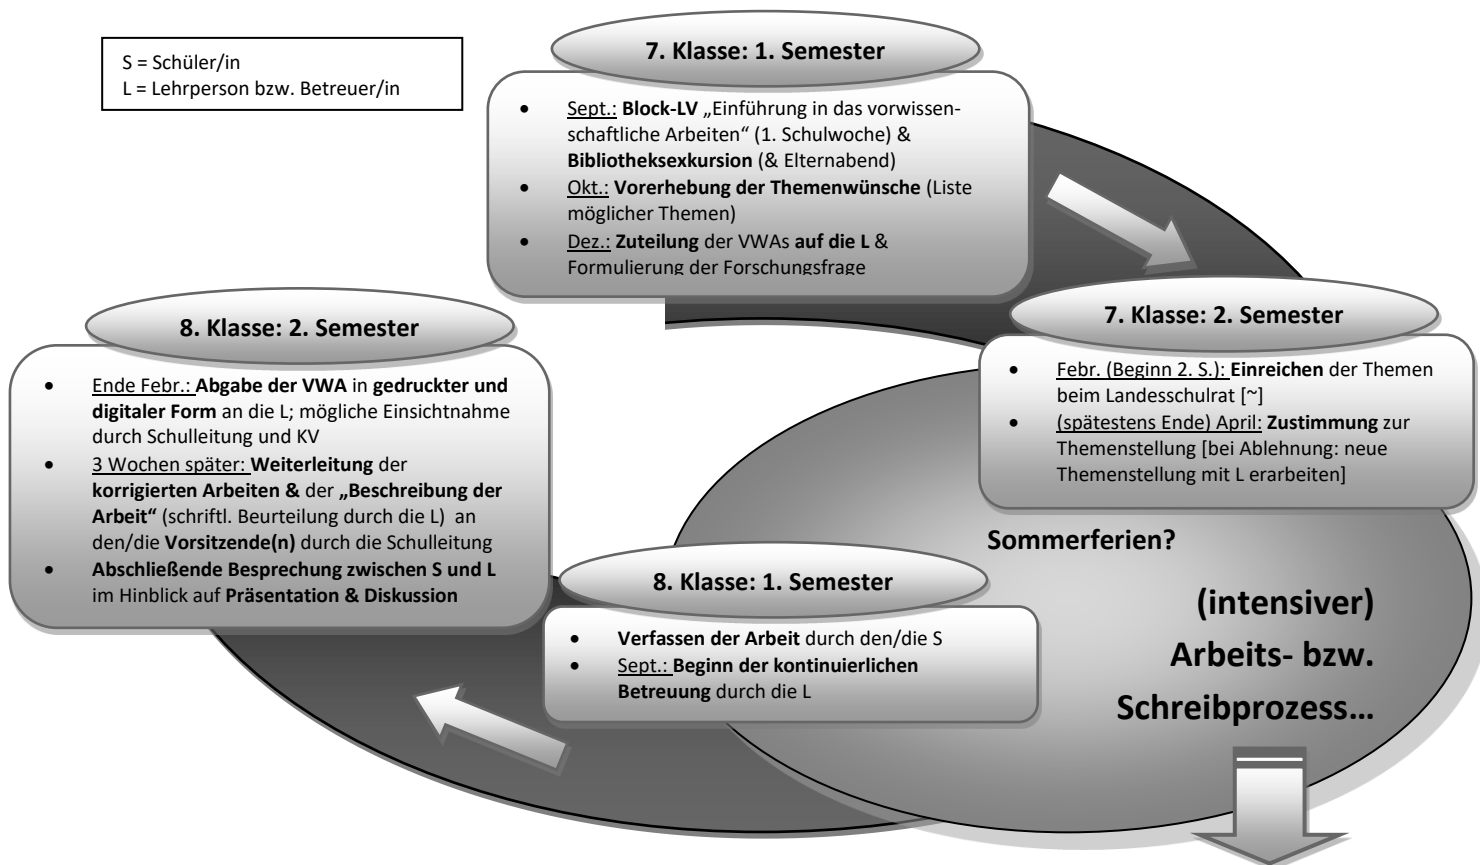 S = Schüler/in
L = Lehrperson bzw. Betreuer/in
7. Klasse: 1. Semester
• Sept.: Block-LV „Einführung in das vorwissen-
schaftliche Arbeiten“ (1. Schulwoche) &
Bibliotheksexkursion (& Elternabend)
• Okt.: Vorerhebung der Themenwünsche (Liste
möglicher Themen)
• Dez.: Zuteilung der VWAs auf die L &
Formulierung der Forschungsfrage
7. Klasse: 2. Semester
• Febr. (Beginn 2. S.): Einreichen der Themen
beim Landesschulrat [~]
• (spätestens Ende) April: Zustimmung zur
Themenstellung [bei Ablehnung: neue
Themenstellung mit L erarbeiten]
Sommerferien?
(intensiver)
Arbeits- bzw.
Schreibprozess...
8. Klasse: 1. Semester
• Verfassen der Arbeit durch den/die S
• Sept.: Beginn der kontinuierlichen
Betreuung durch die L
8. Klasse: 2. Semester
• Ende Febr.: Abgabe der VWA in gedruckter und
digitaler Form an die L; mögliche Einsichtnahme
durch Schulleitung und KV
• 3 Wochen später: Weiterleitung der
korrigierten Arbeiten & der „Beschreibung der
Arbeit“ (schriftl. Beurteilung durch die L) an
den/die Vorsitzende(n) durch die Schulleitung
• Abschließende Besprechung zwischen S und L
im Hinblick auf Präsentation & Diskussion